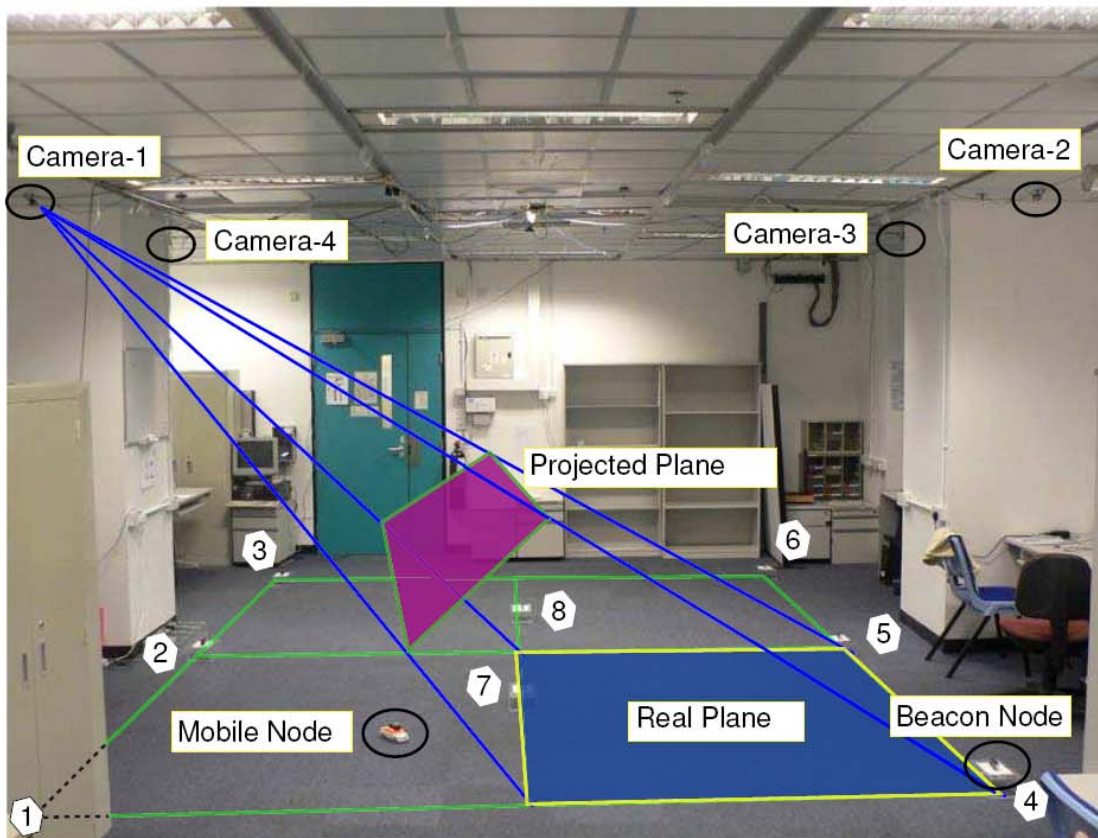 Camera-1
Camera-2
Camera-4
Camera-3
Projected Plane
3
6
8
2
5
7
Mobile Node
Real Plane
Beacon Node
1
4